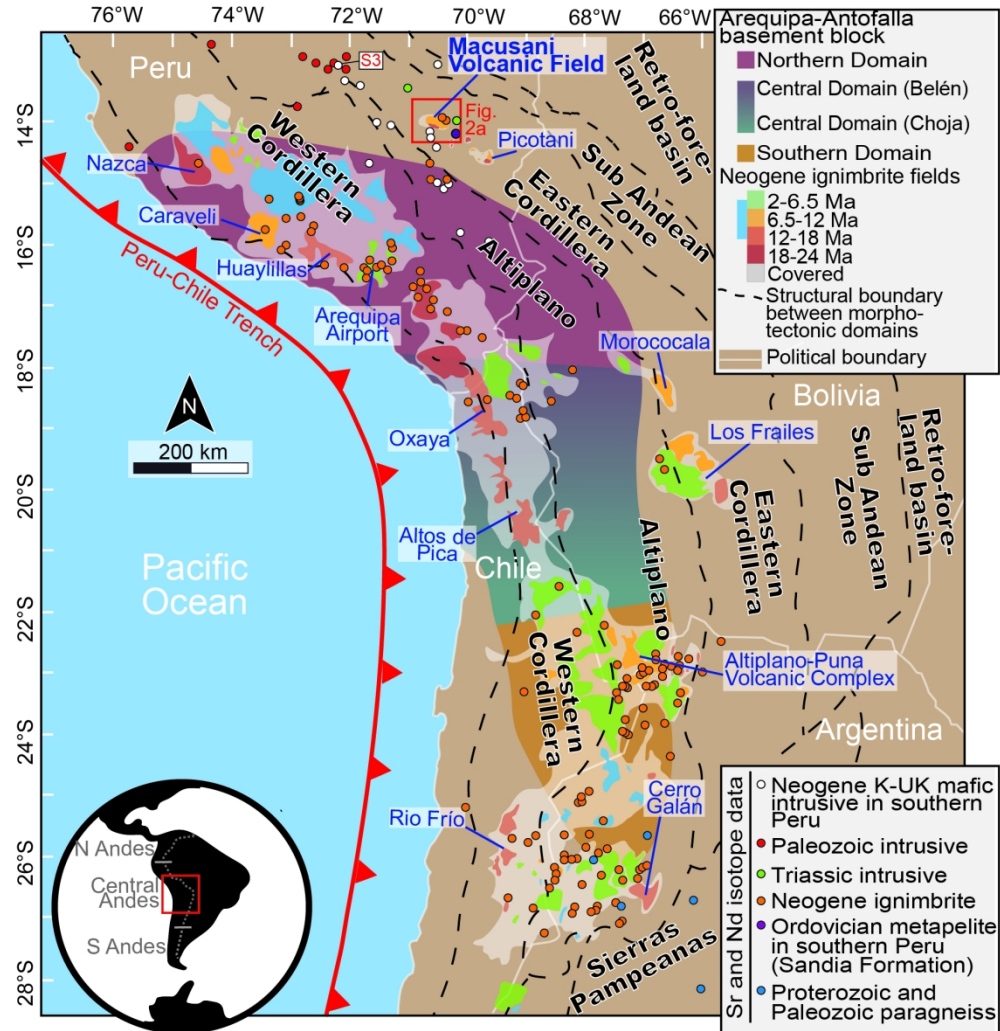 76°W
74°W
72°W
70°W
68°W
66°W
14°S
16°S
18°S
20°S
22°S
24°S
26°S
28°S
Peru
S3
Macusani
Volcanic Field
Fig.
2a
Picotani
Retro-fore-
land basin
Sub Andean
Zone
Eastern
Cordillera
Western
Cordillera
Altiplano
Nazca
Caraveli
Huaylillas
Arequipa
Airport
Peru-Chile Trench
Morococala
Bolivia
Los Frailes
Oxaya
Altos de
Pica
Chile
N
200 km
Pacific
Ocean
Altiplano
Eastern
Cordillera
Sub Andean
Zone
Retro-fore-
land basin
Western
Cordillera
Altiplano-Puna
Volcanic Complex
Argentina
Cerro
Galán
Rio Frío
Sierras
Pampeanas
N Andes
Central
Andes
S Andes
Arequipa-Antofalla
basement block
Northern Domain
Central Domain (Belén)
Central Domain (Choja)
Southern Domain
Neogene ignimbrite fields
2-6.5 Ma
6.5-12 Ma
12-18 Ma
18-24 Ma
Covered
Structural boundary
between morpho-
tectonic domains
Political boundary
Sr and Nd isotope data
Neogene K-UK mafic
intrusive in southern
Peru
Paleozoic intrusive
Triassic intrusive
Neogene ignimbrite
Ordovician metapelite
in southern Peru
(Sandia Formation)
Proterozoic and
Paleozoic paragneiss